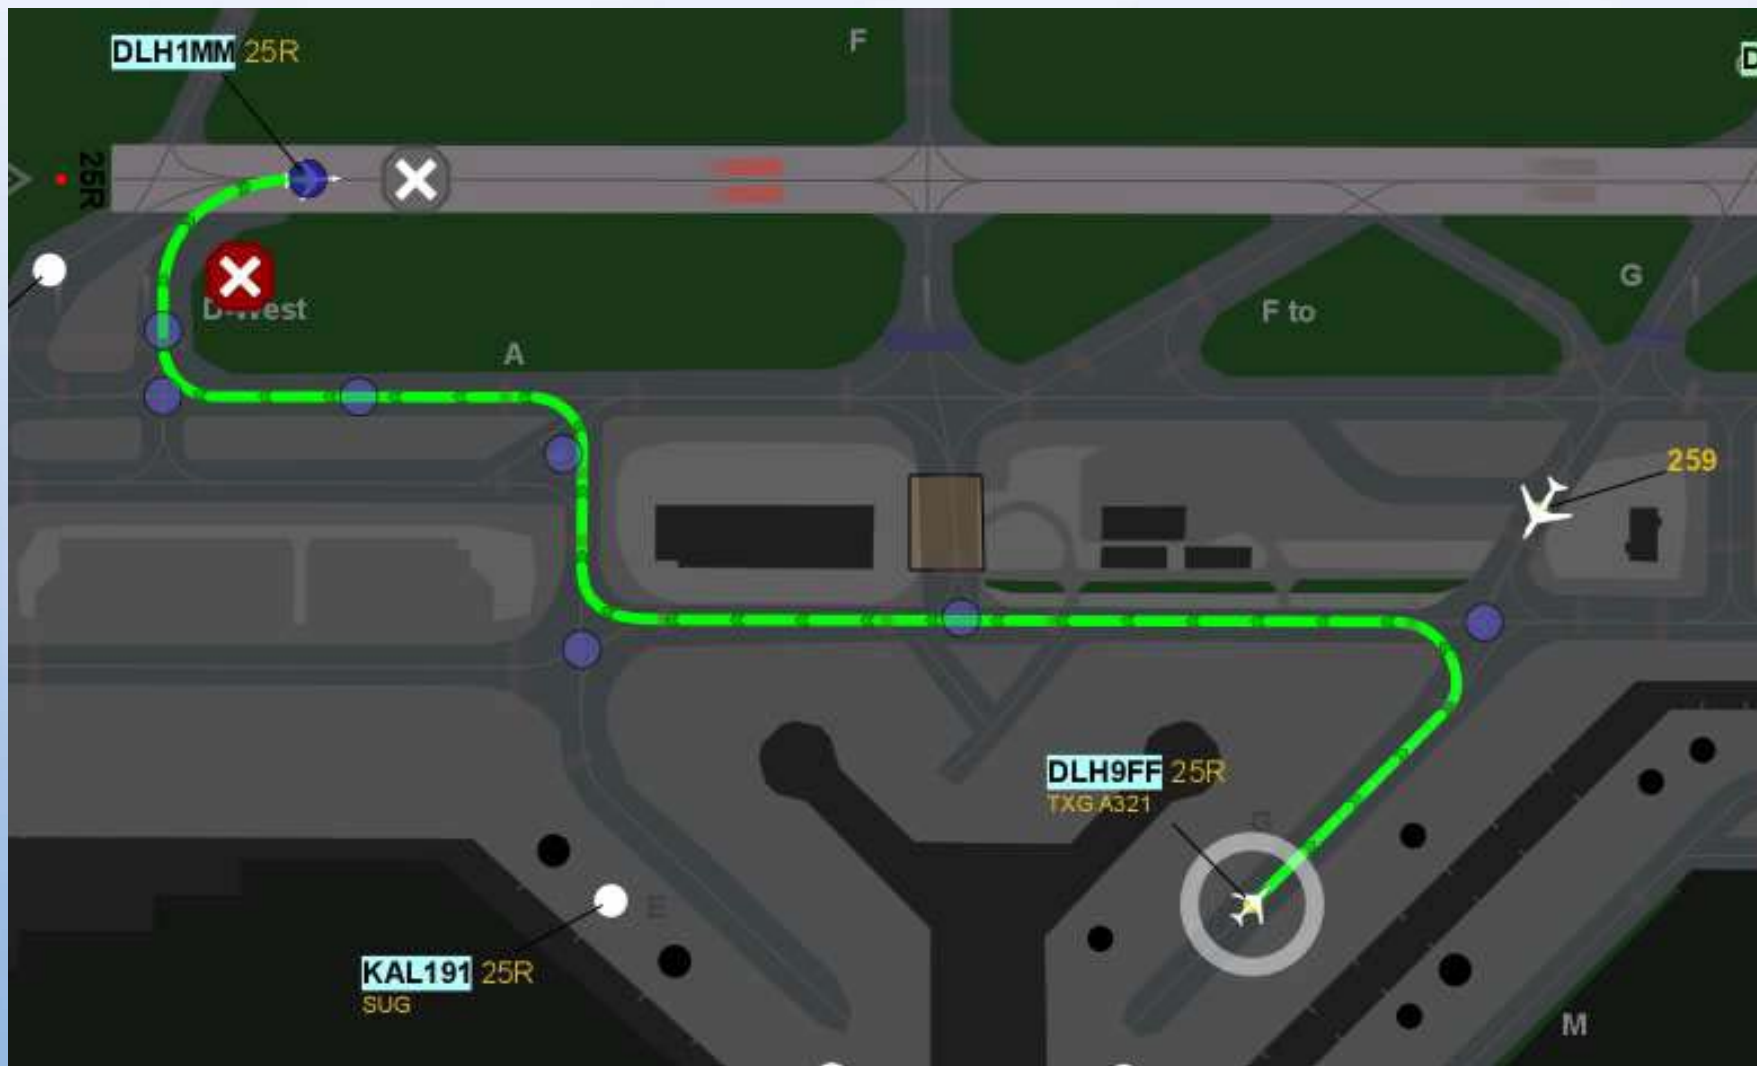 DLH1MM 25R
F
25R
G
D-West
F to
A
259
DLH9FF 25R
TXG A321
G
E
KAL191 25R
SUG
M